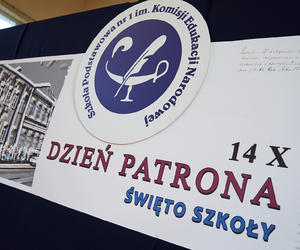 Szkoła Podstawowa nr 1 im. Komisji Edukacji Narodowej
14 X
DZIEŃ PATRONA
ŚWIĘTO SZKOŁY